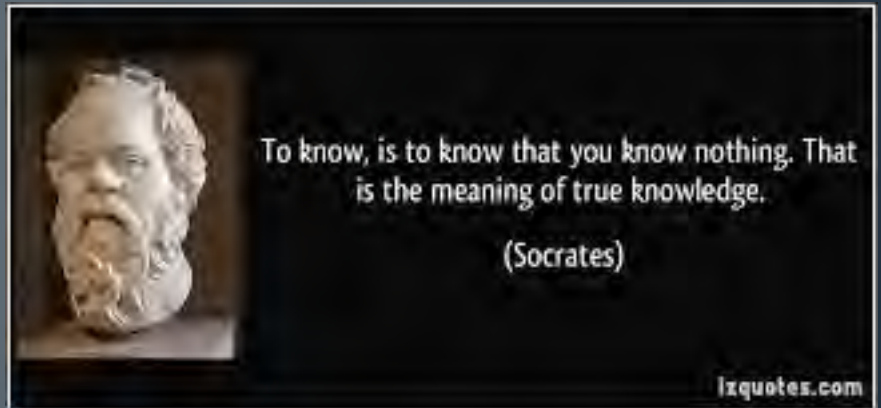 To know, is to know that you know nothing. That
is the meaning of true knowledge.
(Socrates)
Izquotes.com